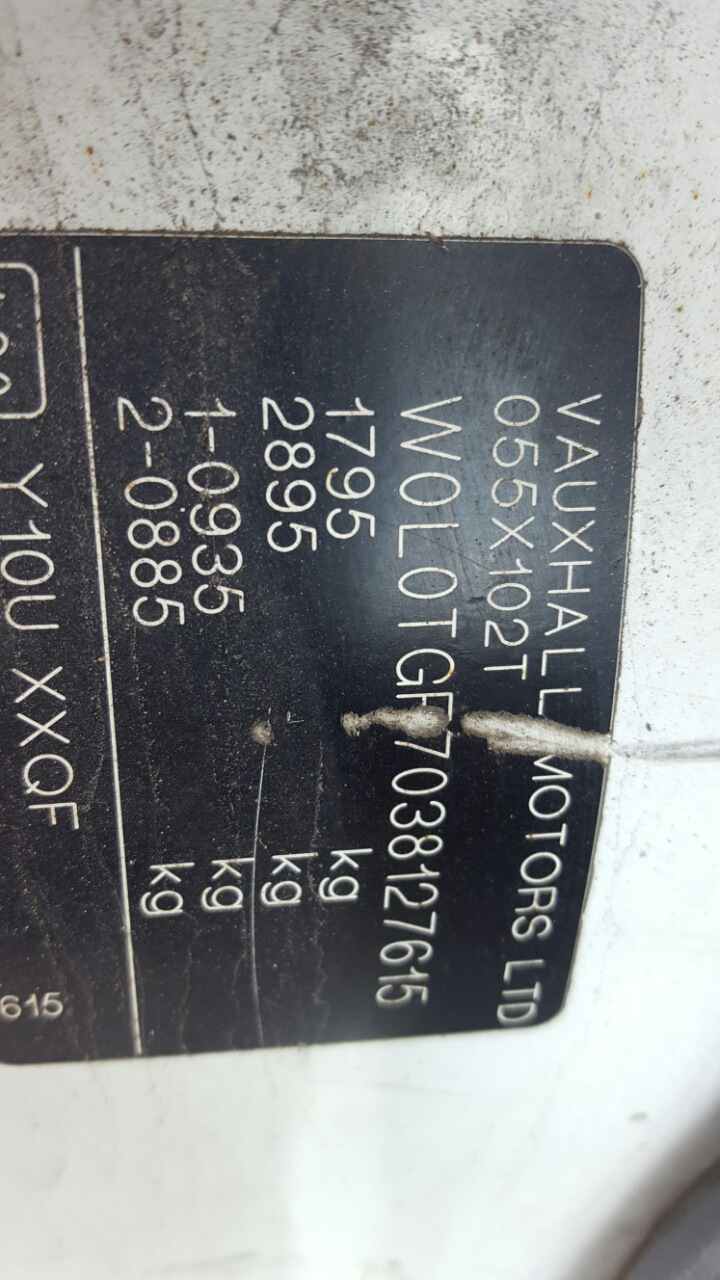 VAUXHALL MOTORS LTD
055X102T
W0L0TGF7038127615
1795 kg
2895 kg
1-0935 kg
2-0885 kg
Y10U XXQF
615